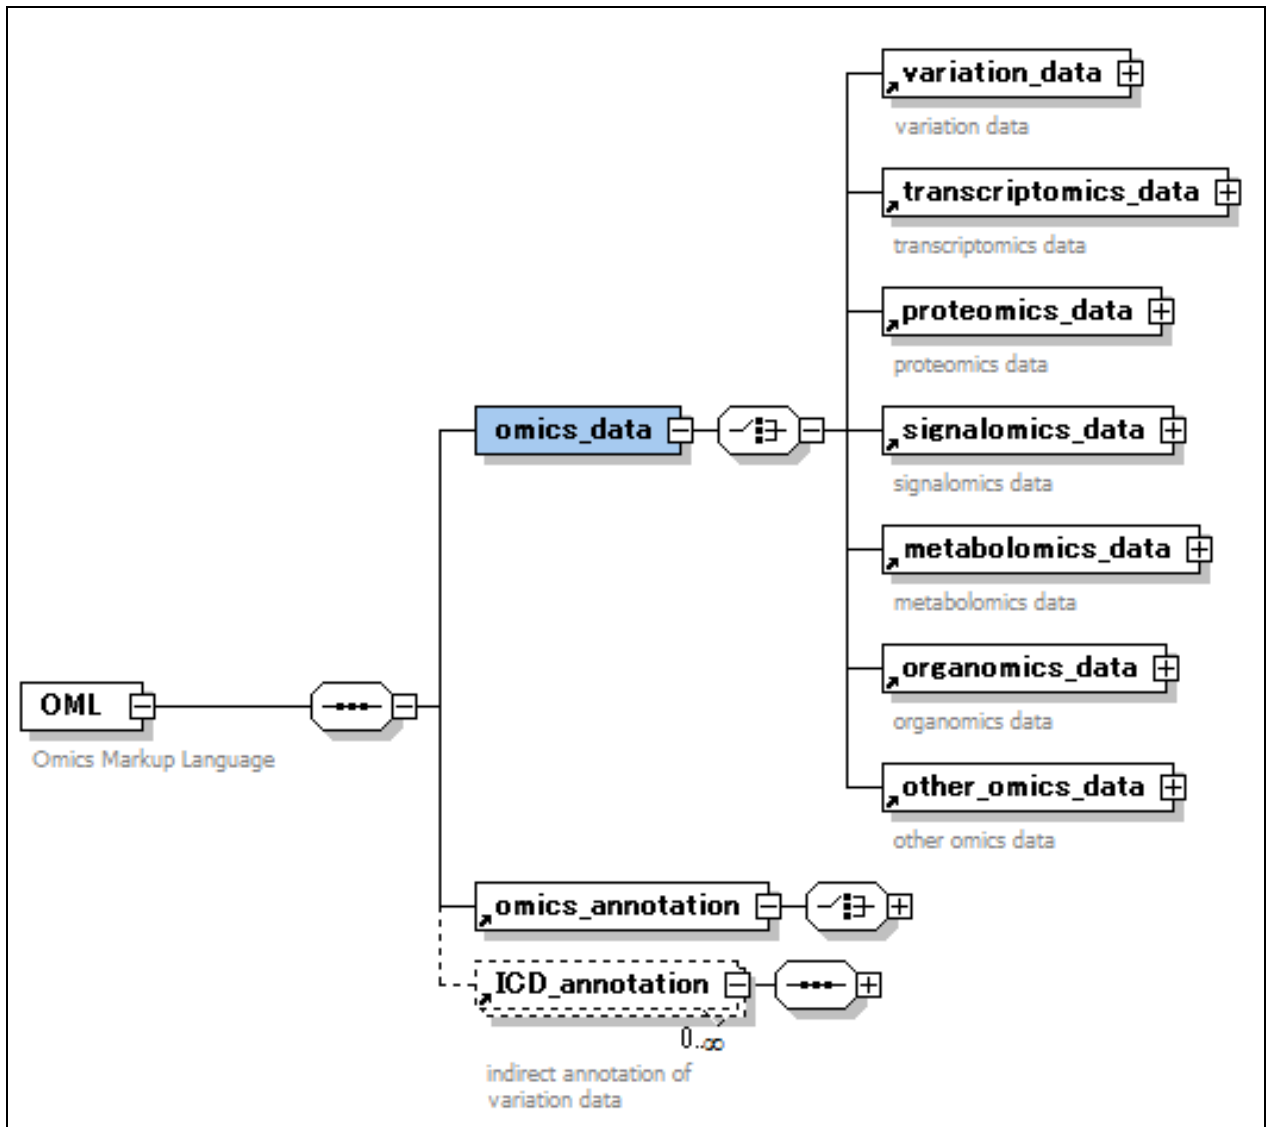 variation_data
variation data
transcriptomics_data
transcriptomics data
proteomics_data
proteomics data
omics_data
signalomics_data
signalomics data
metabolomics_data
metabolomics data
organomics_data
organomics data
OML
Omics Markup Language
other_omics_data
other omics data
omics_annotation
ICD_annotation
0..∞
indirect annotation of
variation data